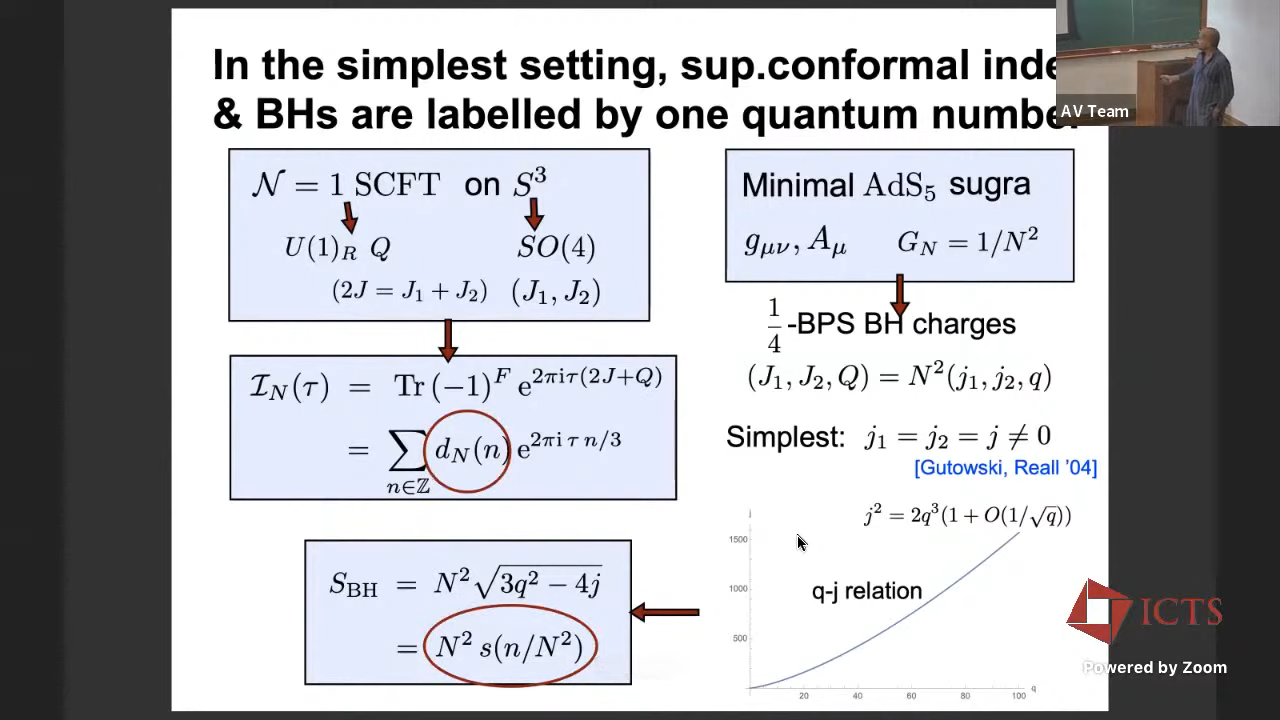 In the simplest setting, sup.conformal inde
& BHs are labelled by one quantum number
AV Team
𝒩 = 1 SCFT on S³
U(1)_R Q SO(4)
(2J = J₁ + J₂) (J₁, J₂)
ℐ_N(τ) = Tr (−1)^F e^{2πiτ(2J+Q)}
= ∑_{n∈ℤ} d_N(n) e^{2πi τ n/3}
S_BH = N² √(3q² − 4j)
= N² s(n/N²)
Minimal AdS₅ sugra
g_{μν}, A_μ G_N = 1/N²
1/4 -BPS BH charges
(J₁, J₂, Q) = N²(j₁, j₂, q)
Simplest: j₁ = j₂ = j ≠ 0
[Gutowski, Reall '04]
j² = 2q³(1 + O(1/√q))
j
1500
1000
500
q-j relation
20 40 60 80 100 q
ICTS
Powered by Zoom